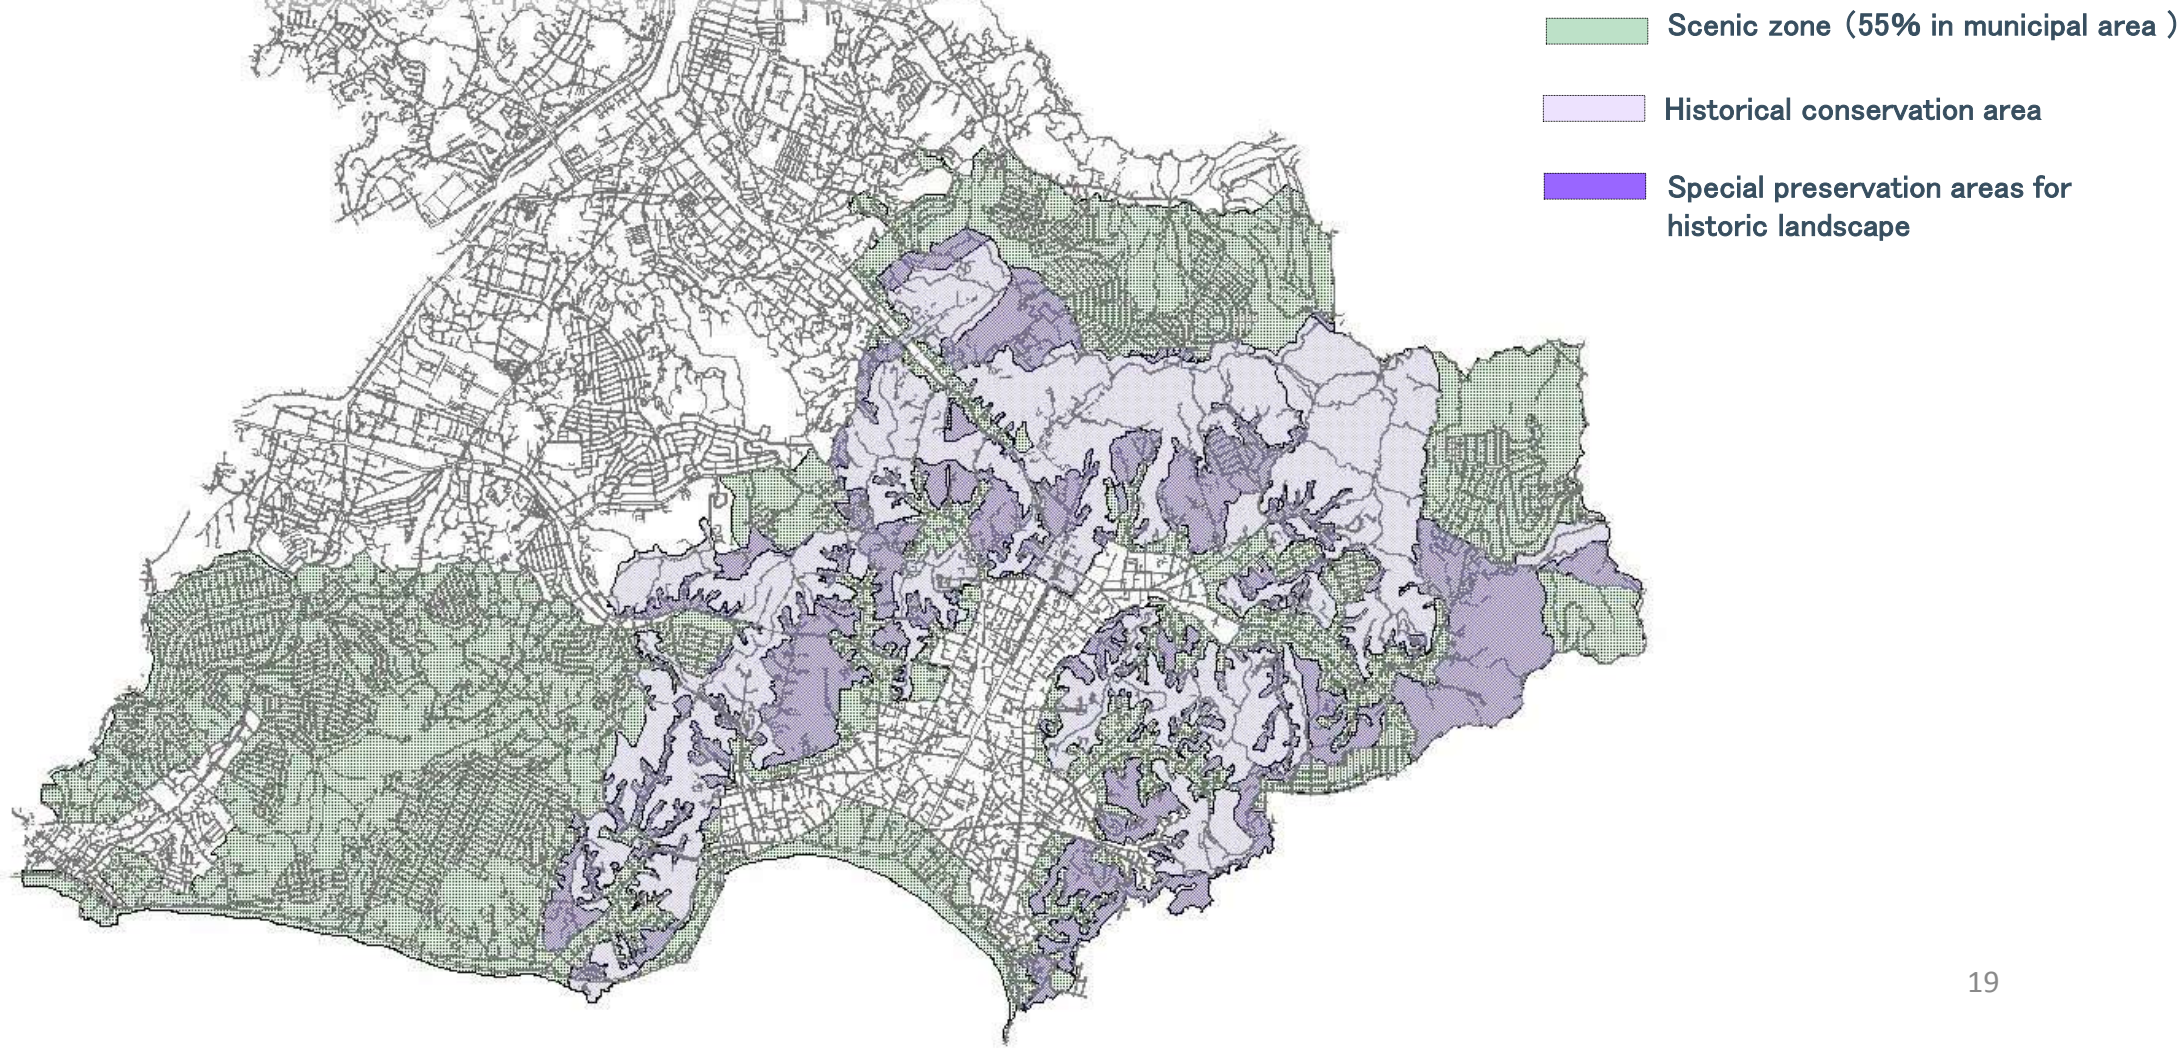 Scenic zone (55% in municipal area )
Historical conservation area
Special preservation areas for
historic landscape
19